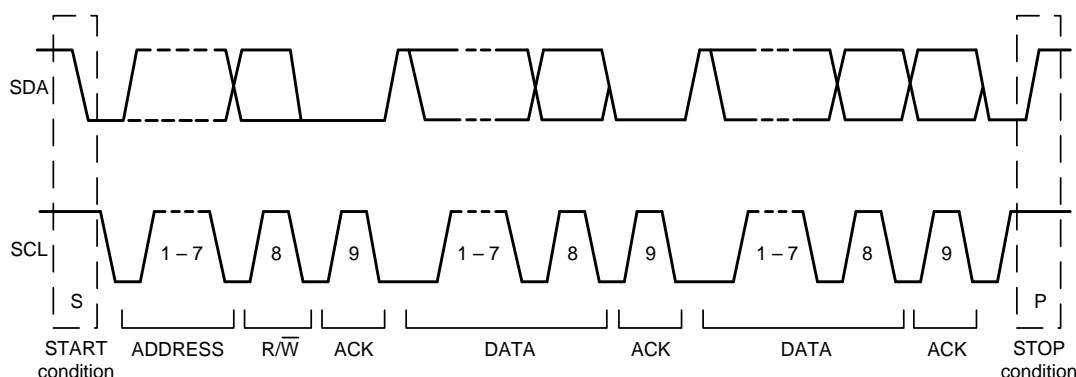 SDA
SCL
1 – 7 8 9 1 – 7 8 9 1 – 7 8 9
S P
START ADDRESS R/W̅ ACK DATA ACK DATA ACK STOP
condition condition